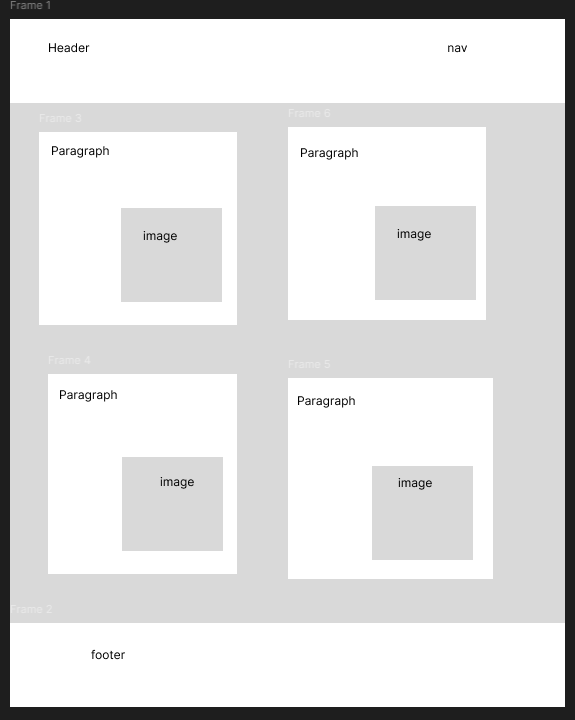 Frame 1
Header
nav
Frame 3
Frame 6
Paragraph
Paragraph
image
image
Frame 4
Frame 5
Paragraph
Paragraph
image
image
Frame 2
footer